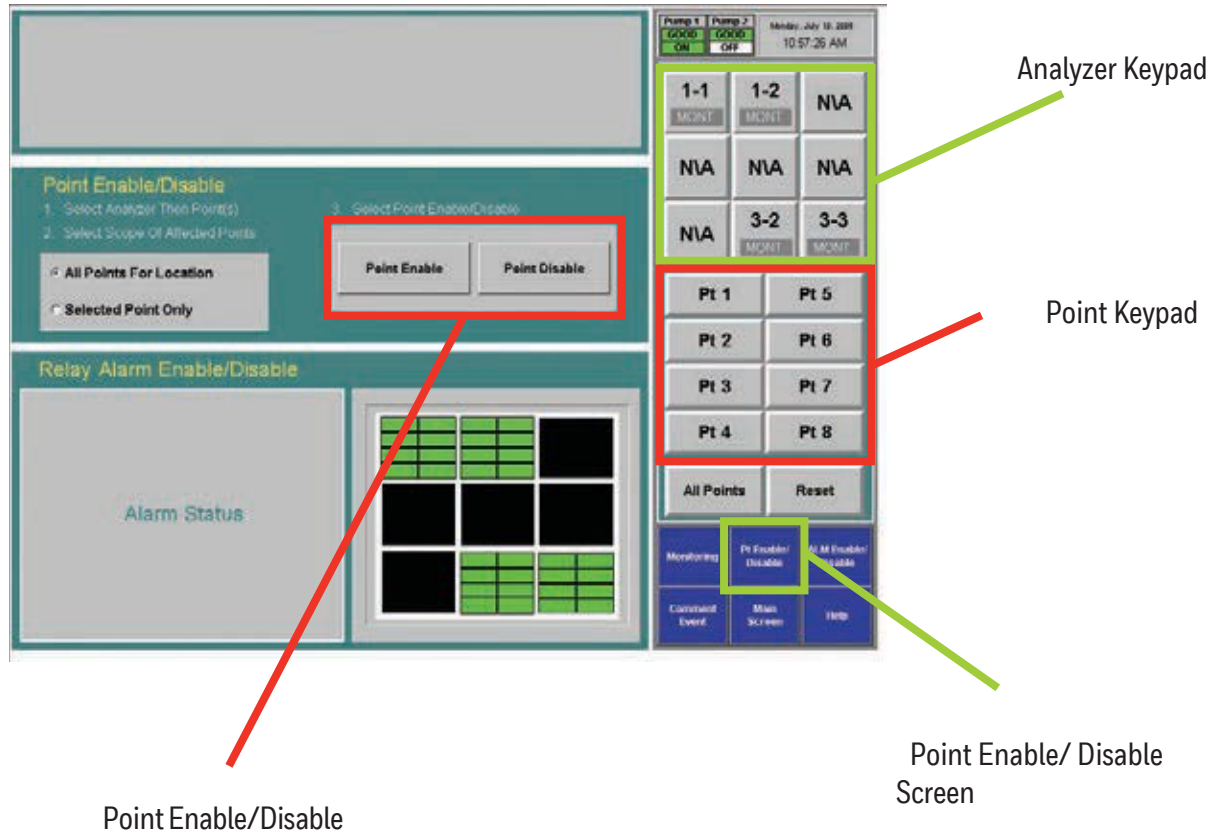 Pump 1 Pump 2
GOOD GOOD
ON OFF
10:57:26 AM
Analyzer Keypad
1-1 1-2 N\A
MONT MONT
N\A N\A N\A
N\A 3-2 3-3
MONT MONT
Point Enable/Disable
1. Select Analyzer Then Point(s)
2. Select Scope Of Affected Points
3. Select Point Enable/Disable
All Points For Location
Selected Point Only
Point Enable Point Disable
Pt 1 Pt 5
Pt 2 Pt 6
Pt 3 Pt 7
Pt 4 Pt 8
Point Keypad
All Points Reset
Relay Alarm Enable/Disable
Alarm Status
Monitoring
Pt Enable/
Disable
ALM Enable/
Disable
Comment
Event
Main
Screen
Help
Point Enable/ Disable
Screen
Point Enable/Disable